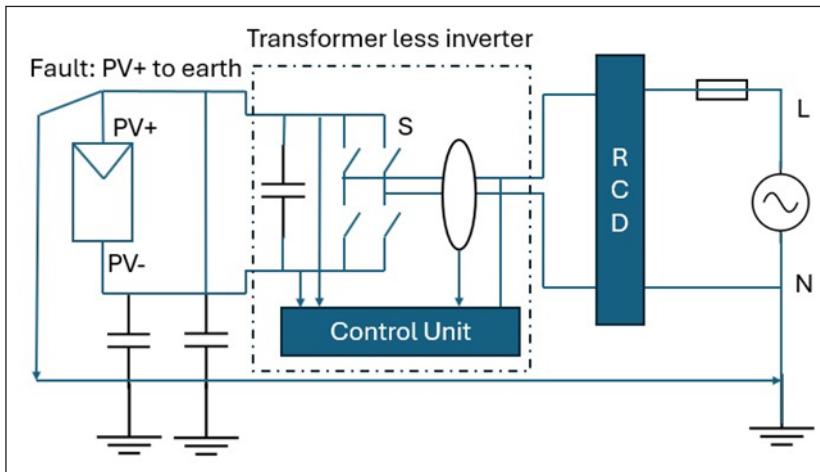 Transformer less inverter
Fault: PV+ to earth
PV+
S
L
R
C
D
PV-
N
Control Unit